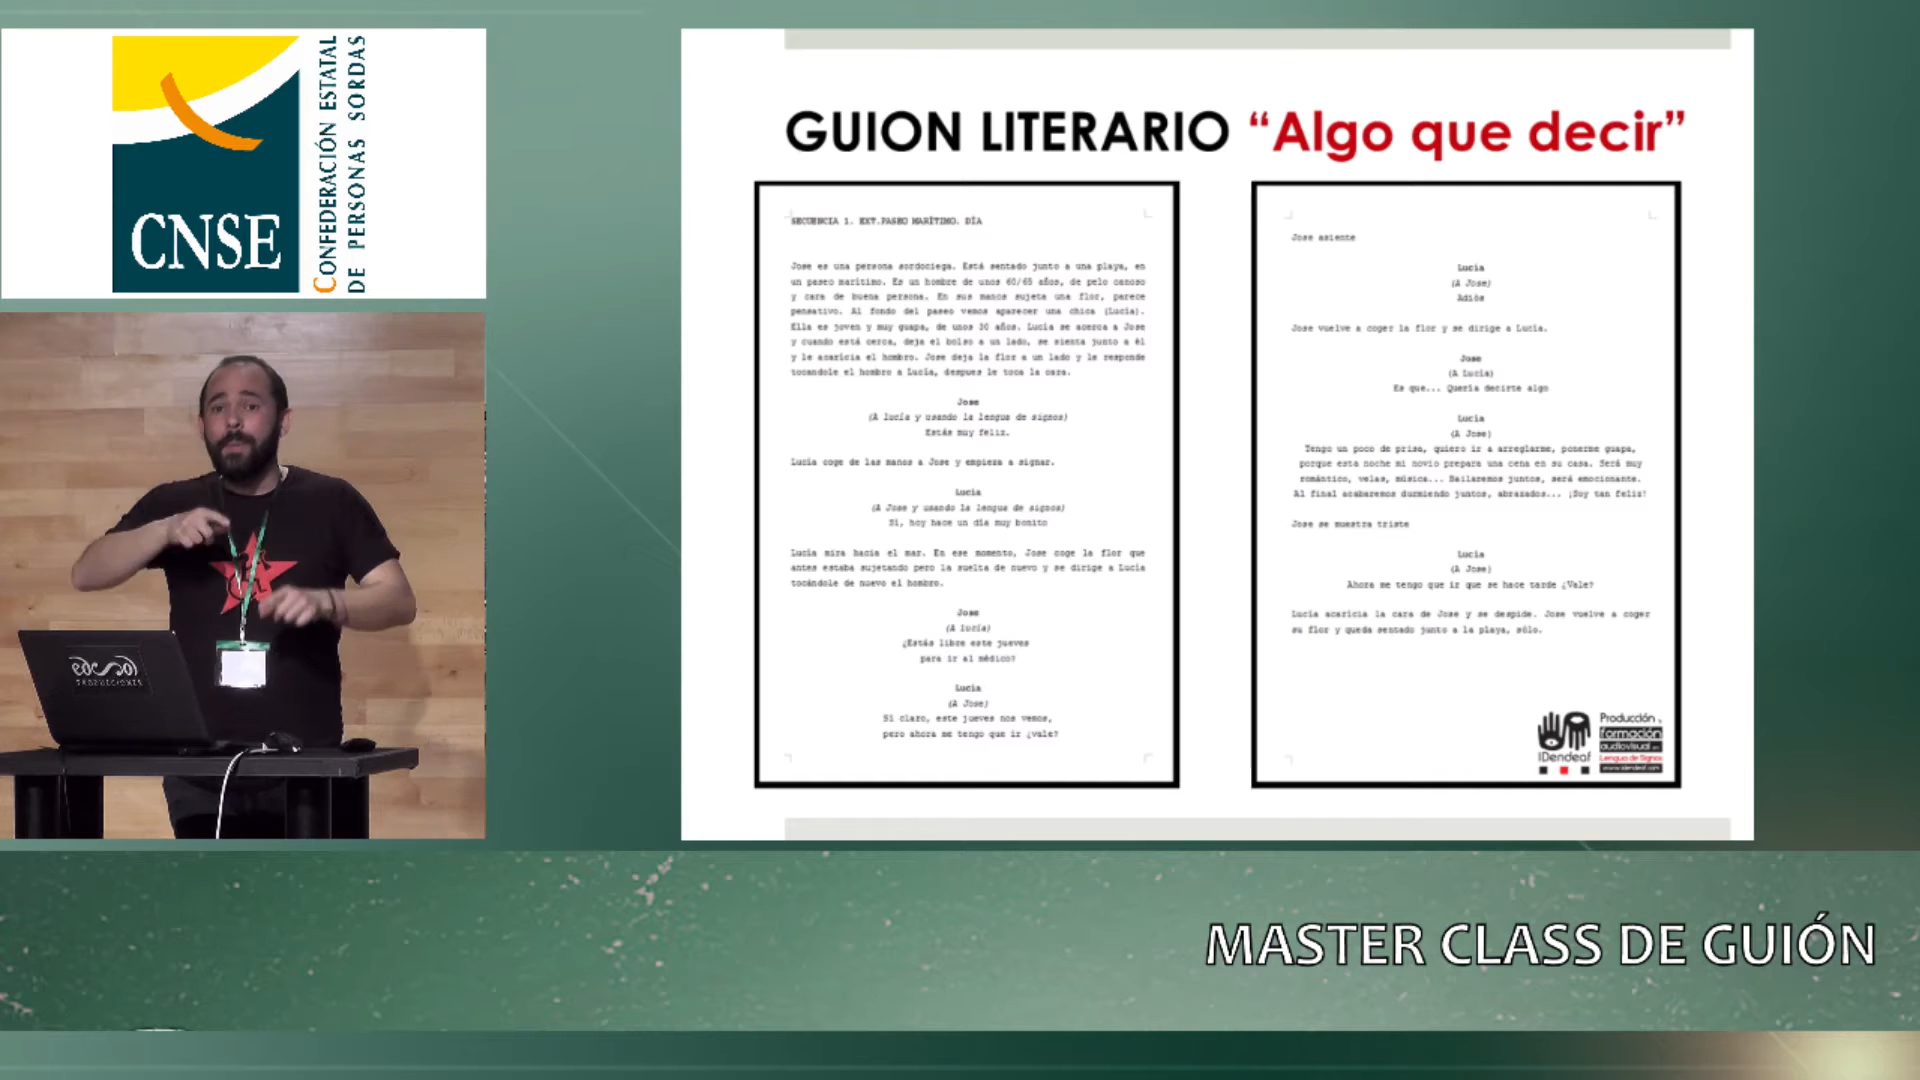 CNSE
CONFEDERACIÓN ESTATAL
DE PERSONAS SORDAS
GUION LITERARIO “Algo que decir”
SECUENCIA 1. EXT.PASEO MARÍTIMO. DÍA
Jose es una persona sordociega. Está sentado junto a una playa, en
un paseo marítimo. Es un hombre de unos 60/65 años, de pelo canoso
y cara de buena persona. En sus manos sujeta una flor, parece
pensativo. Al fondo del paseo vemos aparecer una chica (Lucía).
Ella es joven y muy guapa, de unos 30 años. Lucía se acerca a Jose
y cuando está cerca, deja el bolso a un lado, se sienta junto a él
y le acaricia el hombro. Jose deja la flor a un lado y le responde
tocandole el hombro a Lucía, despues le toca la cara.
Jose
(A lucía y usando la lengua de signos)
Estás muy feliz.
Lucía coge de las manos a Jose y empieza a signar.
Lucía
(A Jose y usando la lengua de signos)
Si, hoy hace un día muy bonito
Lucía mira hacia el mar. En ese momento, Jose coge la flor que
antes estaba sujetando pero la suelta de nuevo y se dirige a Lucía
tocándole de nuevo el hombro.
Jose
(A lucía)
¿Estás libre este jueves
para ir al médico?
Lucía
(A Jose)
Si claro, este jueves nos vemos,
pero ahora me tengo que ir ¿vale?
Jose asiente
Lucía
(A Jose)
Adiós
Jose vuelve a coger la flor y se dirige a Lucía.
Jose
(A Lucía)
Es que... Quería decirte algo
Lucía
(A Jose)
Tengo un poco de prisa, quiero ir a arreglarme, ponerme guapa,
porque esta noche mi novio prepara una cena en su casa. Será muy
romántico, velas, música... Bailaremos juntos, será emocionante.
Al final acabaremos durmiendo juntos, abrazados... ¡Soy tan feliz!
Jose se muestra triste
Lucía
(A Jose)
Ahora me tengo que ir que se hace tarde ¿Vale?
Lucía acaricia la cara de Jose y se despide. Jose vuelve a coger
su flor y queda sentado junto a la playa, sólo.
IDendeaf
Producción y
formación
audiovisual en
Lengua de Signos
www.idendeaf.com
MASTER CLASS DE GUIÓN